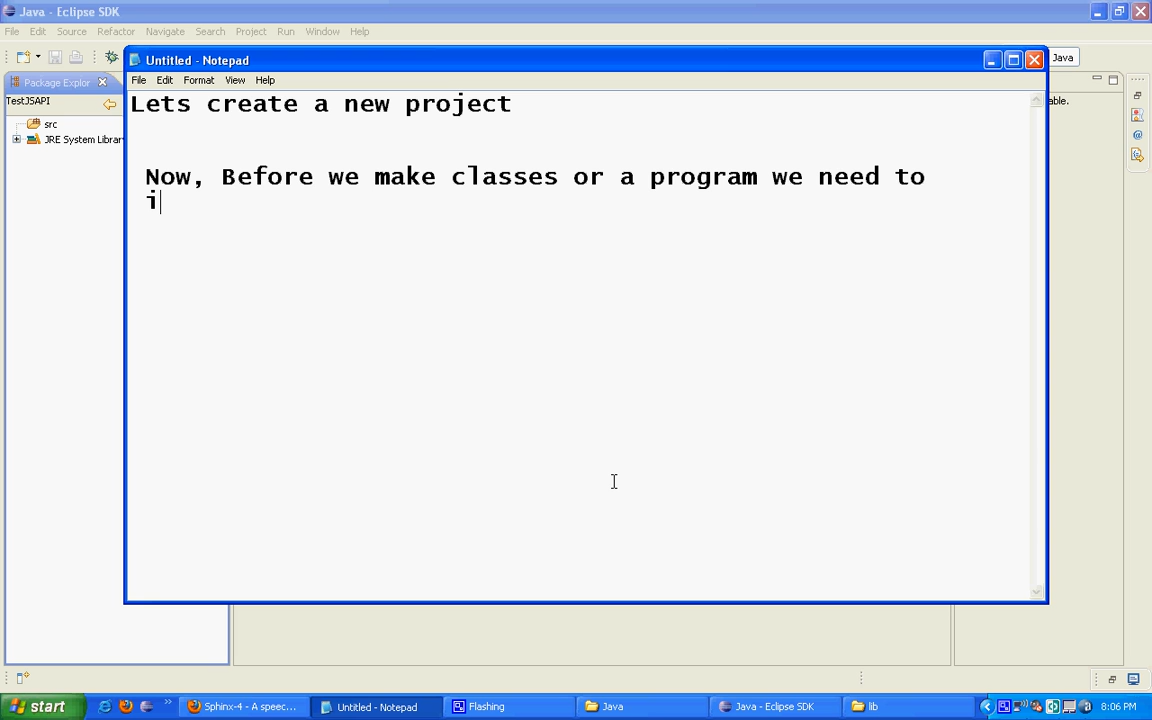 Java - Eclipse SDK
File Edit Source Refactor Navigate Search Project Run Window Help
Untitled - Notepad
Java
File Edit Format View Help
Package Explor
TestJSAPI
able.
src
JRE System Librar
Lets create a new project
Now, Before we make classes or a program we need to
i
start
Sphinx-4 - A speec...
Untitled - Notepad
Flashing
Java
Java - Eclipse SDK
lib
8:06 PM